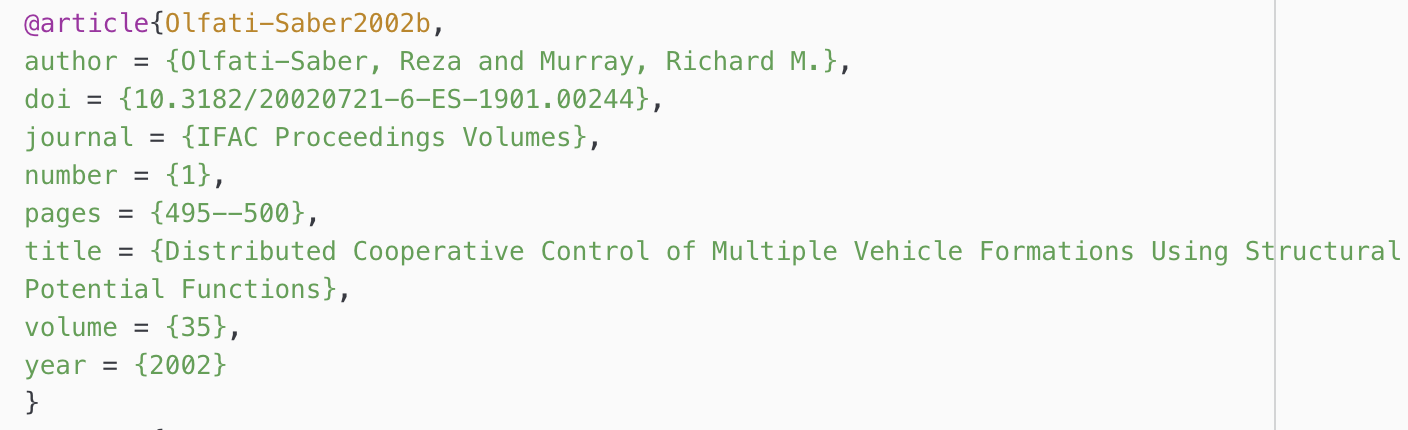 @article{Olfati-Saber2002b,
author = {Olfati-Saber, Reza and Murray, Richard M.},
doi = {10.3182/20020721-6-ES-1901.00244},
journal = {IFAC Proceedings Volumes},
number = {1},
pages = {495--500},
title = {Distributed Cooperative Control of Multiple Vehicle Formations Using Structural
Potential Functions},
volume = {35},
year = {2002}
}